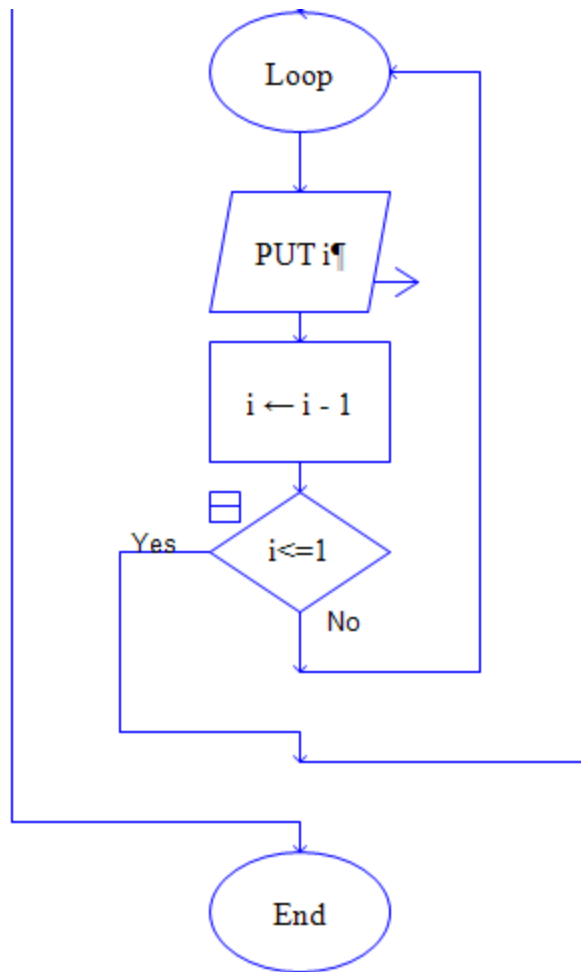 Loop
PUT i¶
i ← i - 1
Yes
i<=1
No
End